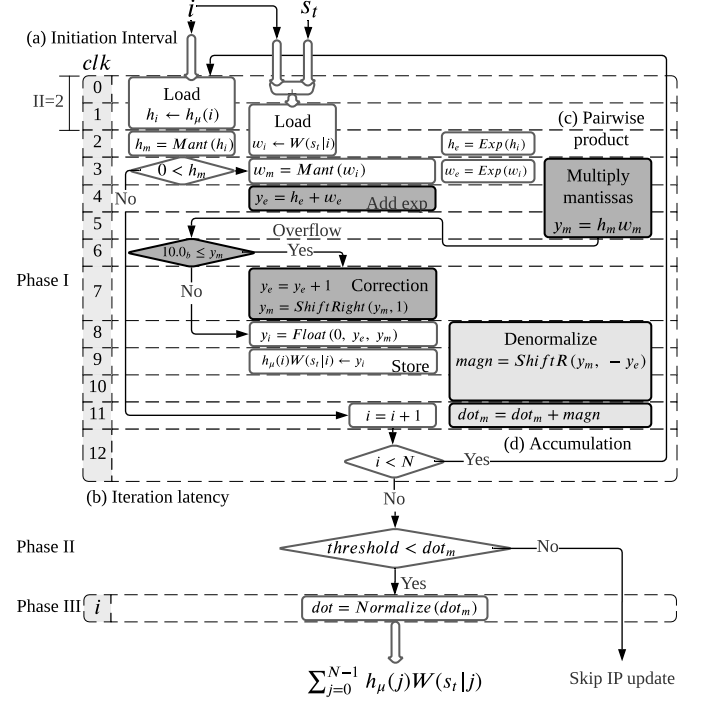 i
s_t
(a) Initiation Interval
clk
0
II=2
Load
h_i ← h_μ(i)
1
Load
w_i ← W(s_t|i)
(c) Pairwise
product
2
h_m = Mant(h_i)
h_e = Exp(h_i)
3
0 < h_m
w_m = Mant(w_i)
w_e = Exp(w_i)
Multiply
mantissas
y_m = h_m w_m
No
4
y_e = h_e + w_e
Add exp
5
Overflow
6
10.0_b ≤ y_m
Yes
Phase I
No
7
y_e = y_e + 1 Correction
y_m = ShiftRight(y_m, 1)
8
y_i = Float(0, y_e, y_m)
Denormalize
magn = ShiftR(y_m, − y_e)
9
h_μ(i)W(s_t|i) ← y_i
Store
10
11
i = i + 1
dot_m = dot_m + magn
(d) Accumulation
12
i < N
Yes
(b) Iteration latency
No
Phase II
threshold < dot_m
No
Yes
Phase III
i
dot = Normalize(dot_m)
∑_{j=0}^{N−1} h_μ(j)W(s_t|j)
Skip IP update